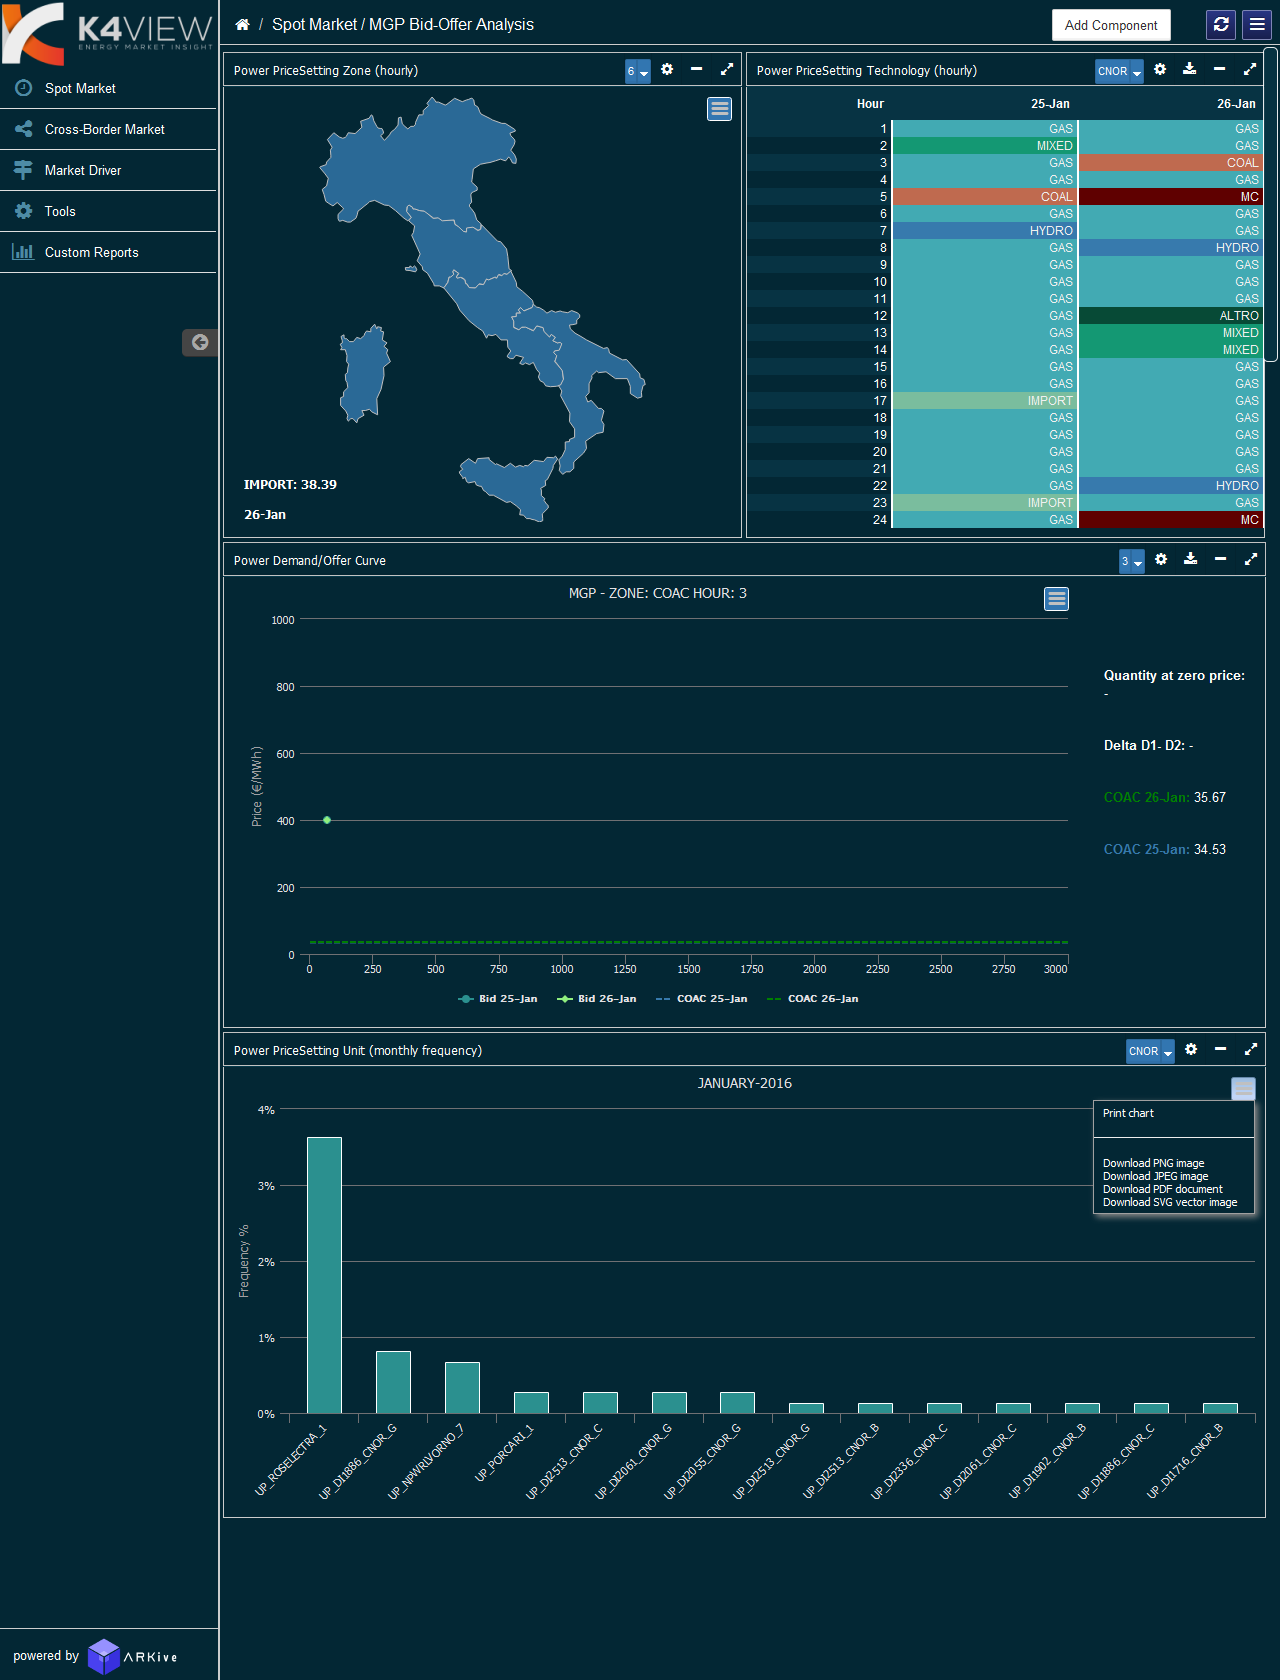 K4VIEW
ENERGY MARKET INSIGHT
/ Spot Market / MGP Bid-Offer Analysis
Add Component
Spot Market
Cross-Border Market
Market Driver
Tools
Custom Reports
Power PriceSetting Zone (hourly)
6
IMPORT: 38.39
26-Jan
Power PriceSetting Technology (hourly)
CNOR
Hour 25-Jan 26-Jan
1 GAS GAS
2 MIXED GAS
3 GAS COAL
4 GAS GAS
5 COAL MC
6 GAS GAS
7 HYDRO GAS
8 GAS HYDRO
9 GAS GAS
10 GAS GAS
11 GAS GAS
12 GAS ALTRO
13 GAS MIXED
14 GAS MIXED
15 GAS GAS
16 GAS GAS
17 IMPORT GAS
18 GAS GAS
19 GAS GAS
20 GAS GAS
21 GAS GAS
22 GAS HYDRO
23 IMPORT GAS
24 GAS MC
Power Demand/Offer Curve
3
MGP - ZONE: COAC HOUR: 3
Price (€/MWh)
1000
800
600
400
200
0
0 250 500 750 1000 1250 1500 1750 2000 2250 2500 2750 3000
Bid 25-Jan Bid 26-Jan COAC 25-Jan COAC 26-Jan
Quantity at zero price:
-
Delta D1- D2: -
COAC 26-Jan: 35.67
COAC 25-Jan: 34.53
Power PriceSetting Unit (monthly frequency)
CNOR
JANUARY-2016
Print chart
Download PNG image
Download JPEG image
Download PDF document
Download SVG vector image
Frequency %
4%
3%
2%
1%
0%
UP_ROSELECTRA_1
UP_DI1886_CNOR_G
UP_NPWRLVORNO_7
UP_PORCARI_1
UP_DI2513_CNOR_C
UP_DI2061_CNOR_G
UP_DI2055_CNOR_G
UP_DI2513_CNOR_G
UP_DI2513_CNOR_B
UP_DI2336_CNOR_C
UP_DI2061_CNOR_C
UP_DI1902_CNOR_B
UP_DI1886_CNOR_C
UP_DI1716_CNOR_B
powered by ARKive